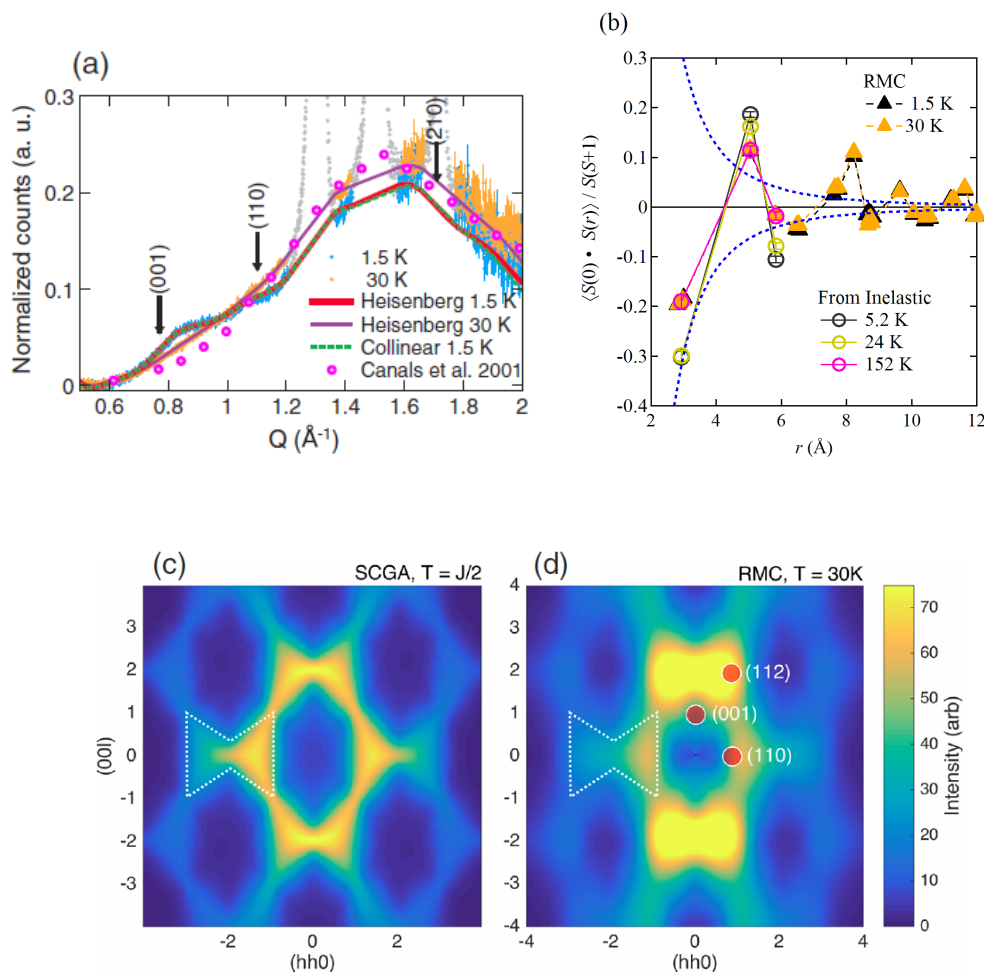 (a)
Normalized counts (a. u.)
0.3
0.2
0.1
0
(001)
(110)
(210)
1.5 K
30 K
Heisenberg 1.5 K
Heisenberg 30 K
Collinear 1.5 K
Canals et al. 2001
0.6 0.8 1 1.2 1.4 1.6 1.8 2
Q (Å-1)
(b)
⟨S(0) • S(r)⟩ / S(S+1)
0.3
0.2
0.1
0
-0.1
-0.2
-0.3
-0.4
RMC
1.5 K
30 K
From Inelastic
5.2 K
24 K
152 K
2 4 6 8 10 12
r (Å)
(c)
SCGA, T = J/2
(00l)
3
2
1
0
-1
-2
-3
-2 0 2
(hh0)
(d)
RMC, T = 30K
4
3
2
1
0
-1
-2
-3
-4
(112)
(001)
(110)
-2 0 2 4
(hh0)
70
60
50
40
30
20
10
0
Intensity (arb)